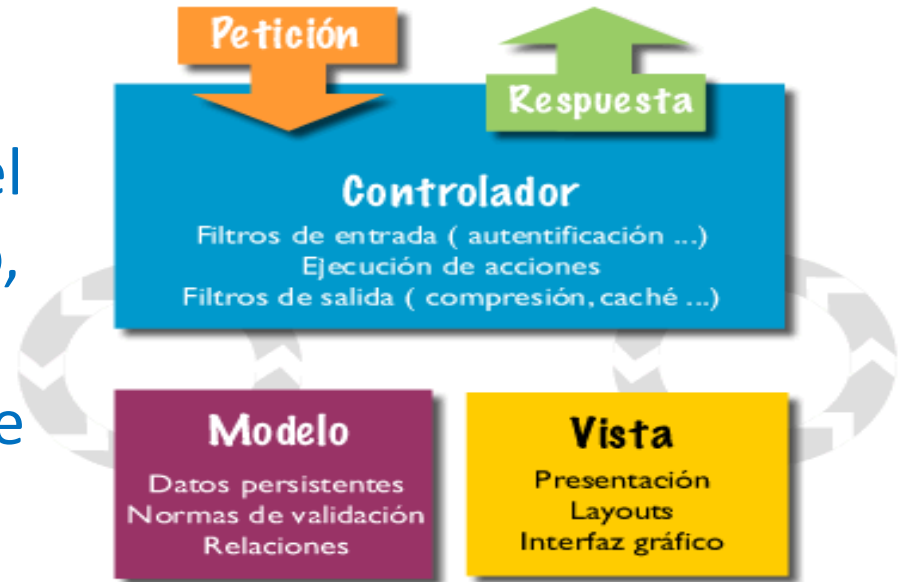 Petición
Respuesta
el
Controlador
Filtros de entrada ( autentificación ...)
Ejecución de acciones
Filtros de salida ( compresión, caché ...)
e
Modelo
Datos persistentes
Normas de validación
Relaciones
Vista
Presentación
Layouts
Interfaz gráfico